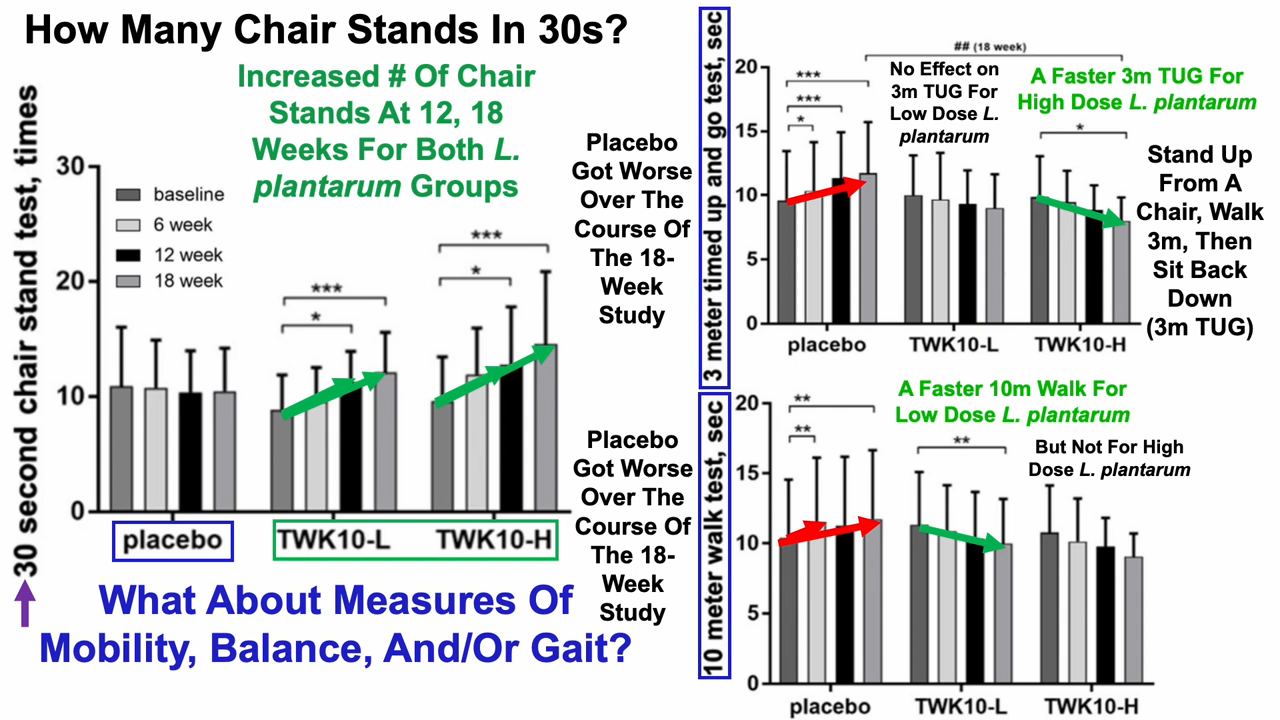 How Many Chair Stands In 30s?
Increased # Of Chair
Stands At 12, 18
Weeks For Both L.
plantarum Groups
30 second chair stand test, times
30
20
10
0
baseline
6 week
12 week
18 week
***
*
***
*
placebo
TWK10-L
TWK10-H
What About Measures Of
Mobility, Balance, And/Or Gait?
Placebo
Got Worse
Over The
Course Of
The 18-
Week
Study
Placebo
Got Worse
Over The
Course Of
The 18-
Week
Study
3 meter timed up and go test, sec
20
15
10
5
0
## (18 week)
***
***
*
No Effect on
3m TUG For
Low Dose L.
plantarum
A Faster 3m TUG For
High Dose L. plantarum
*
placebo
TWK10-L
TWK10-H
Stand Up
From A
Chair, Walk
3m, Then
Sit Back
Down
(3m TUG)
10 meter walk test, sec
20
15
10
5
0
**
**
A Faster 10m Walk For
Low Dose L. plantarum
**
But Not For High
Dose L. plantarum
placebo
TWK10-L
TWK10-H